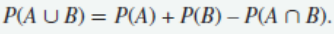 P(A ∪ B) = P(A) + P(B) – P(A ∩ B).